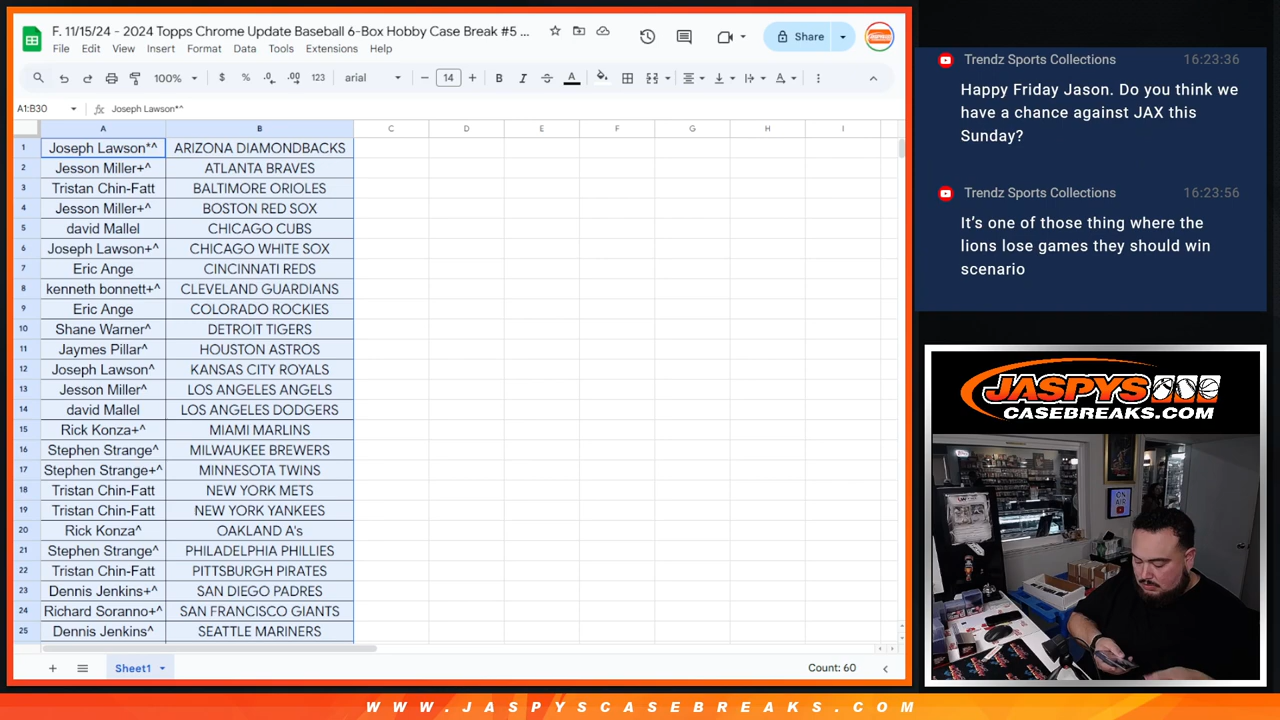 F. 11/15/24 - 2024 Topps Chrome Update Baseball 6-Box Hobby Case Break #5 ...
File Edit View Insert Format Data Tools Extensions Help
Share
100% $ % .0 .00 123 arial 14 B I S A
A1:B30 fx Joseph Lawson*^
A B C D E F G H I
1 Joseph Lawson*^ ARIZONA DIAMONDBACKS
2 Jesson Miller+^ ATLANTA BRAVES
3 Tristan Chin-Fatt BALTIMORE ORIOLES
4 Jesson Miller+^ BOSTON RED SOX
5 david Mallel CHICAGO CUBS
6 Joseph Lawson+^ CHICAGO WHITE SOX
7 Eric Ange CINCINNATI REDS
8 kenneth bonnett+^ CLEVELAND GUARDIANS
9 Eric Ange COLORADO ROCKIES
10 Shane Warner^ DETROIT TIGERS
11 Jaymes Pillar^ HOUSTON ASTROS
12 Joseph Lawson^ KANSAS CITY ROYALS
13 Jesson Miller^ LOS ANGELES ANGELS
14 david Mallel LOS ANGELES DODGERS
15 Rick Konza+^ MIAMI MARLINS
16 Stephen Strange^ MILWAUKEE BREWERS
17 Stephen Strange+^ MINNESOTA TWINS
18 Tristan Chin-Fatt NEW YORK METS
19 Tristan Chin-Fatt NEW YORK YANKEES
20 Rick Konza^ OAKLAND A's
21 Stephen Strange^ PHILADELPHIA PHILLIES
22 Tristan Chin-Fatt PITTSBURGH PIRATES
23 Dennis Jenkins+^ SAN DIEGO PADRES
24 Richard Soranno+^ SAN FRANCISCO GIANTS
25 Dennis Jenkins^ SEATTLE MARINERS
Sheet1
Count: 60
Trendz Sports Collections 16:23:36
Happy Friday Jason. Do you think we
have a chance against JAX this
Sunday?
Trendz Sports Collections 16:23:56
It's one of those thing where the
lions lose games they should win
scenario
JASPYS
CASEBREAKS.COM
ON
AIR
WWW.JASPYSCASEBREAKS.COM